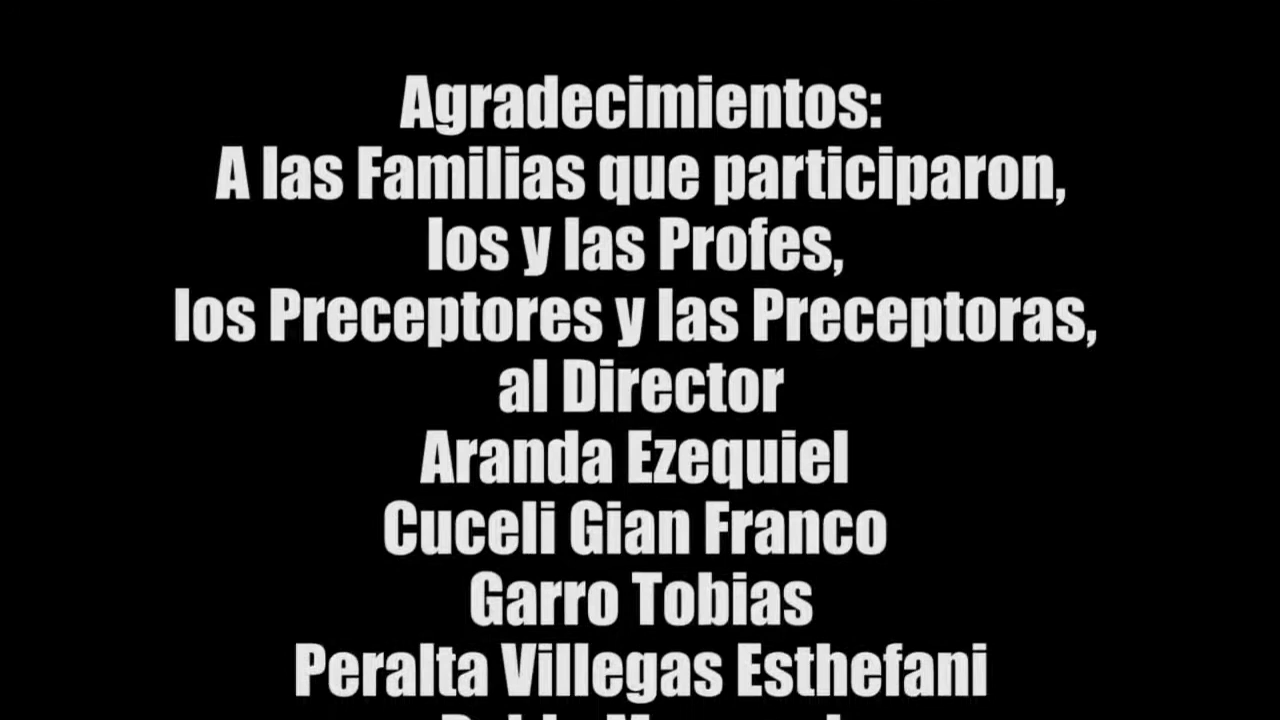 Agradecimientos:
A las Familias que participaron,
los y las Profes,
los Preceptores y las Preceptoras,
al Director
Aranda Ezequiel
Cuceli Gian Franco
Garro Tobias
Peralta Villegas Esthefani